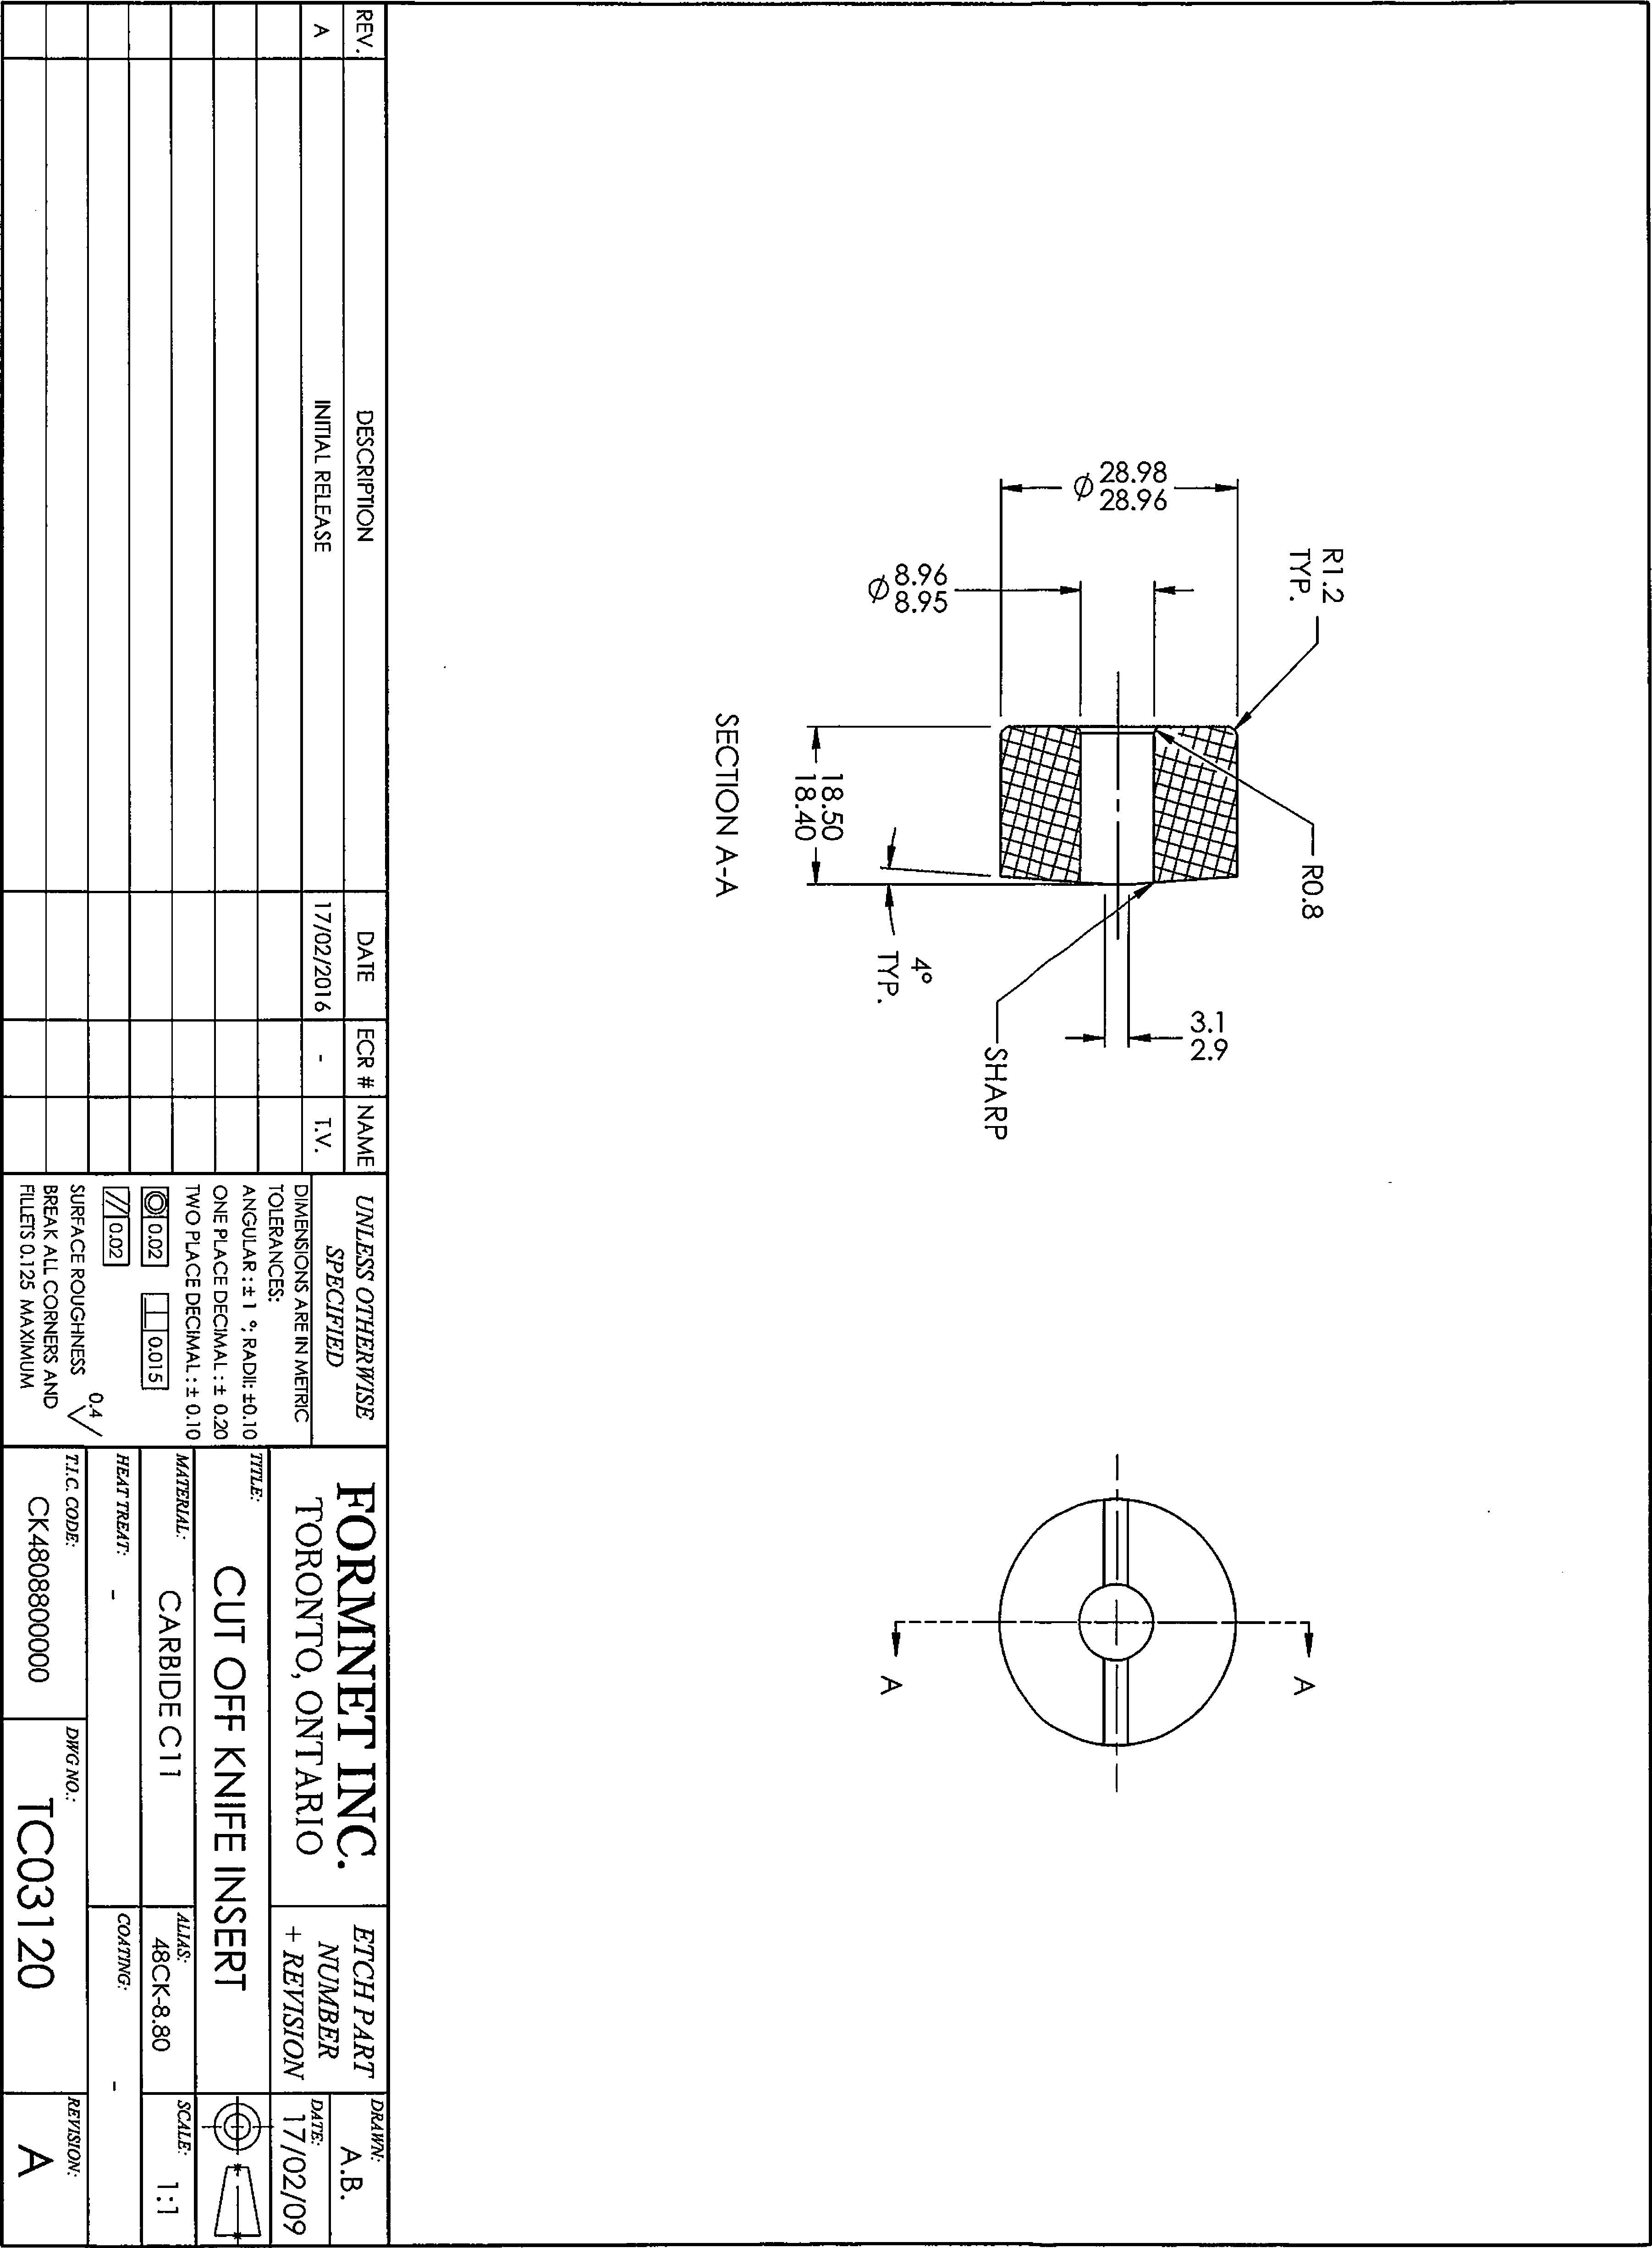 R1.2
TYP.
R0.8
⌀ 28.98
28.96
⌀ 8.96
8.95
3.1
2.9
SHARP
4°
TYP.
18.50
18.40
SECTION A-A
A
A
REV.
DESCRIPTION
DATE
ECR #
NAME
A
INITIAL RELEASE
17/02/2016
-
T.V.
UNLESS OTHERWISE
SPECIFIED
DIMENSIONS ARE IN METRIC
TOLERANCES:
ANGULAR : ± 1 °; RADII: ±0.10
ONE PLACE DECIMAL : ± 0.20
TWO PLACE DECIMAL : ± 0.10
◎ 0.02
⊥ 0.015
// 0.02
SURFACE ROUGHNESS 0.4
BREAK ALL CORNERS AND
FILLETS 0.125 MAXIMUM
FORMNET INC.
TORONTO, ONTARIO
ETCH PART
NUMBER
+ REVISION
DRAWN:
A.B.
DATE:
17/02/09
TITLE:
CUT OFF KNIFE INSERT
MATERIAL:
CARBIDE C11
ALIAS:
48CK-8.80
SCALE:
1:1
HEAT TREAT:
-
COATING:
-
T.I.C. CODE:
CK480880000
DWG NO.:
TC03120
REVISION:
A